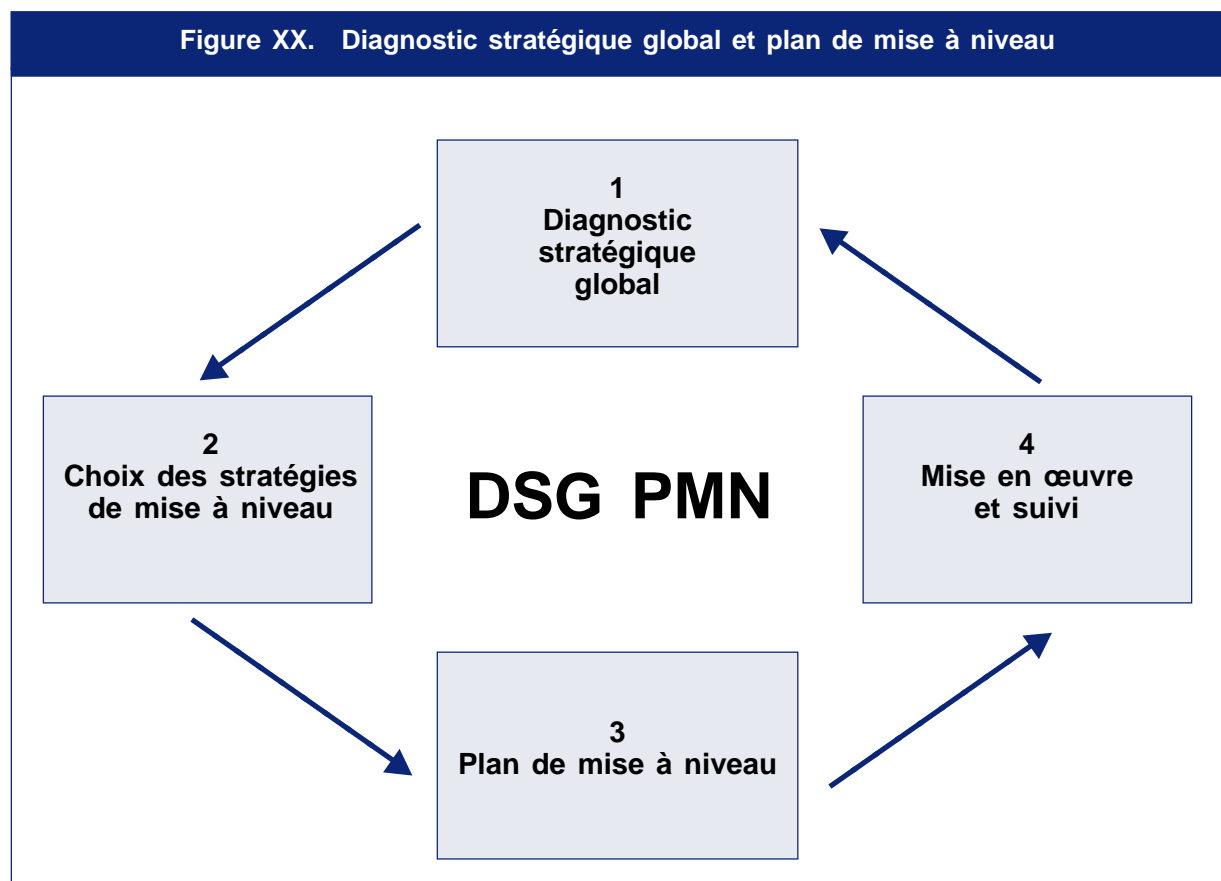 Figure XX. Diagnostic stratégique global et plan de mise à niveau
1
Diagnostic
stratégique
global
2
Choix des stratégies
de mise à niveau
DSG PMN
4
Mise en œuvre
et suivi
3
Plan de mise à niveau